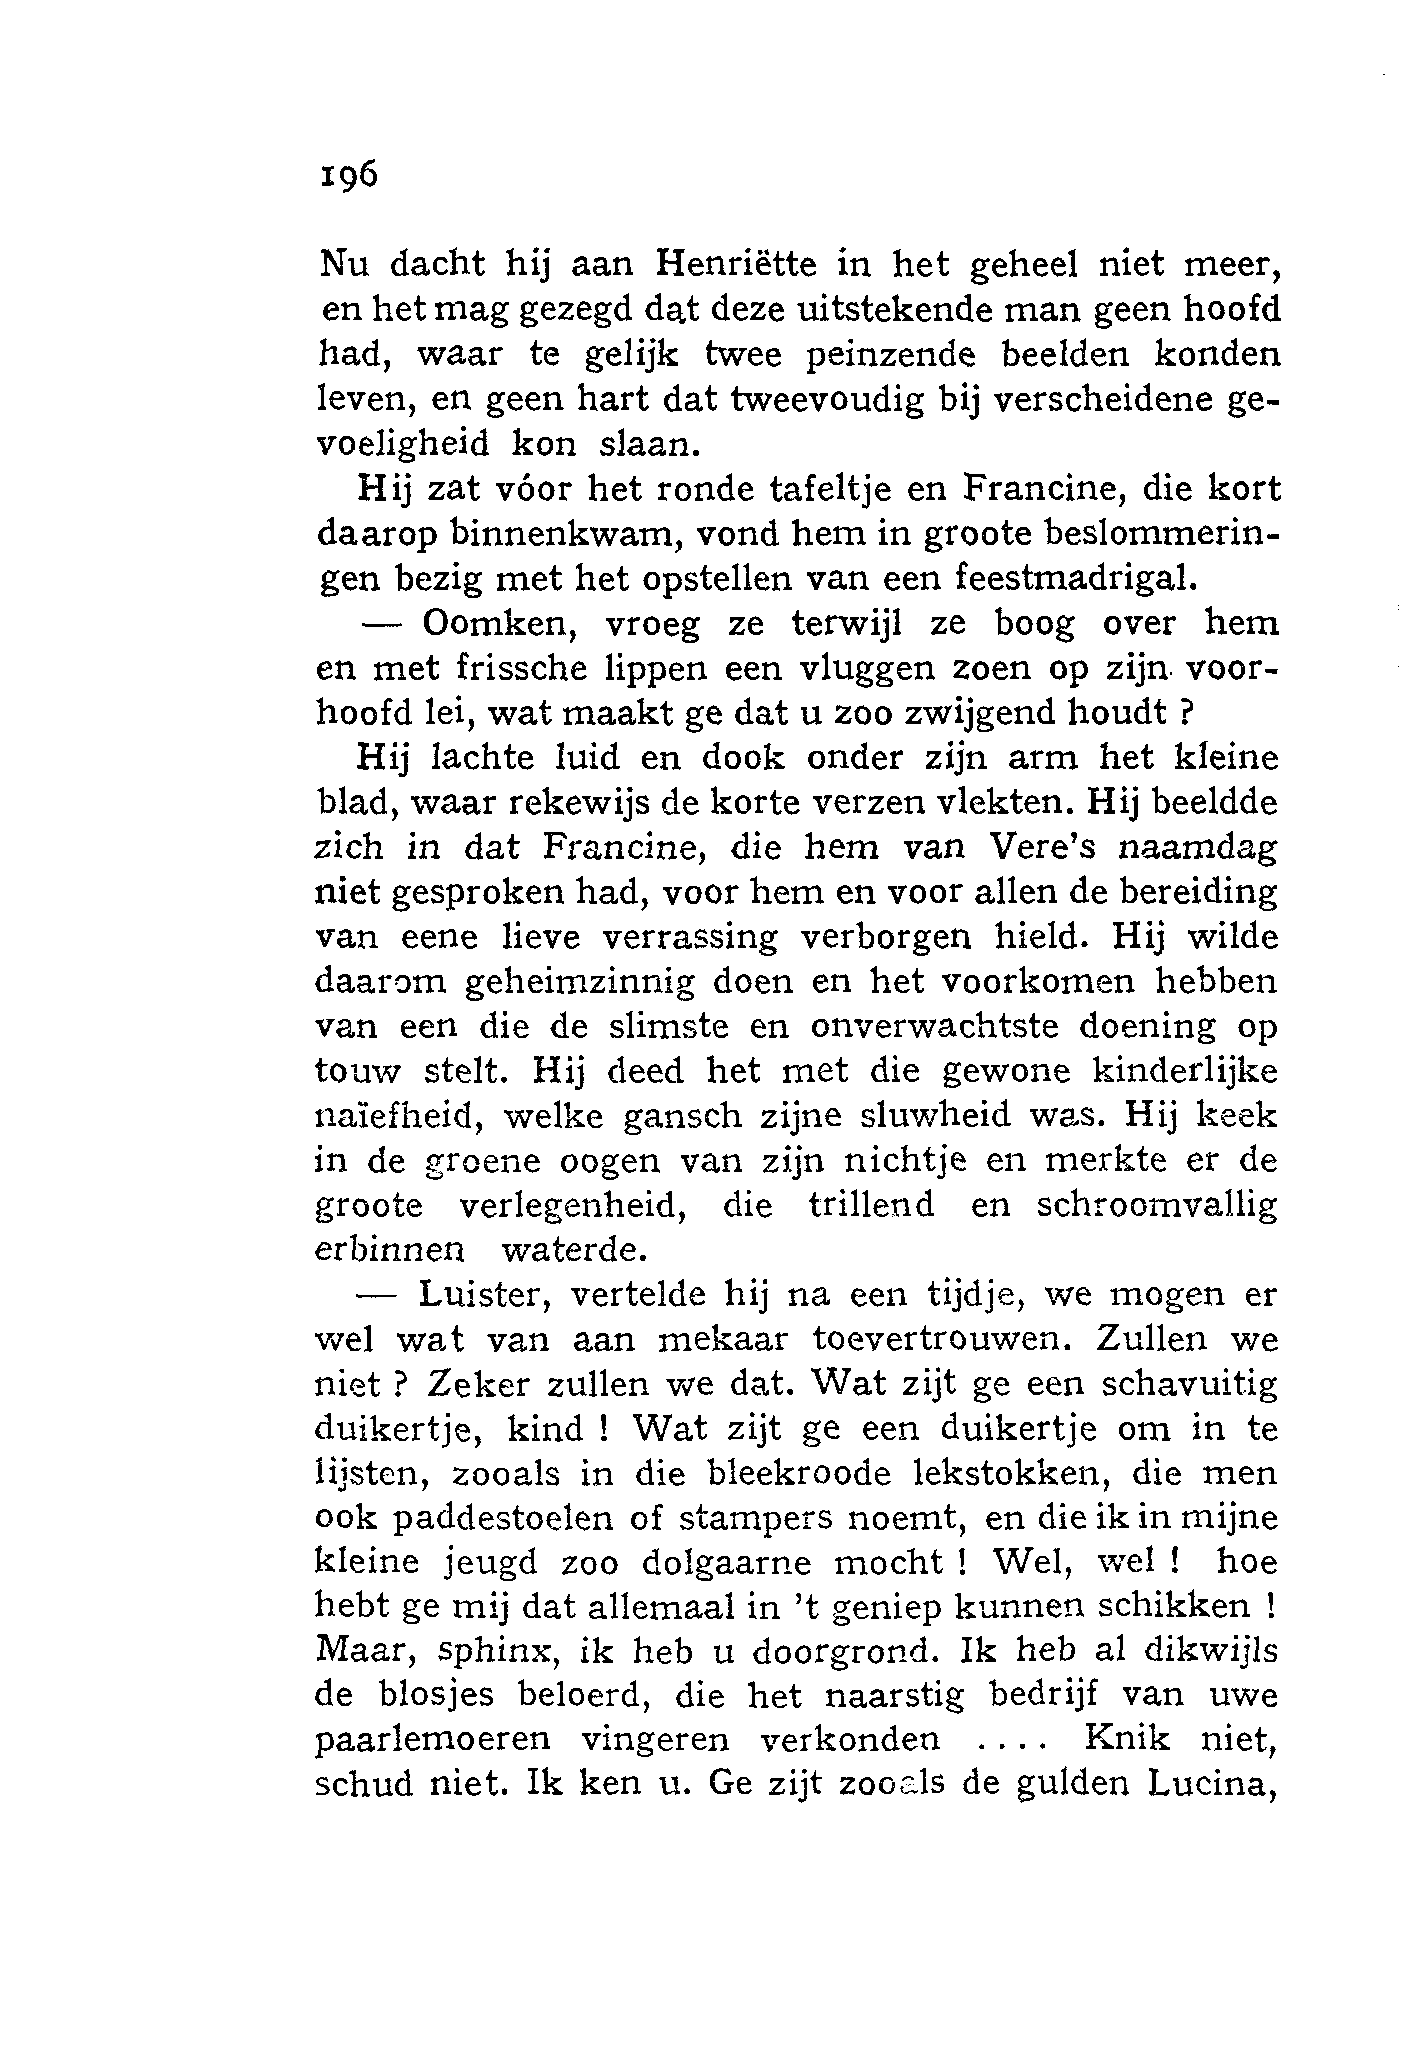 196
Nu dacht hij aan Henriëtte in het geheel niet meer,
en het mag gezegd dat deze uitstekende man geen hoofd
had, waar te gelijk twee peinzende beelden konden
leven, en geen hart dat tweevoudig bij verscheidene ge-
voeligheid kon slaan.
Hij zat vóor het ronde tafeltje en Francine, die kort
daarop binnenkwam, vond hem in groote beslommerin-
gen bezig met het opstellen van een feestmadrigal.
— Oomken, vroeg ze terwijl ze boog over hem
en met frissche lippen een vluggen zoen op zijn voor-
hoofd lei, wat maakt ge dat u zoo zwijgend houdt ?
Hij lachte luid en dook onder zijn arm het kleine
blad, waar rekewijs de korte verzen vlekten. Hij beeldde
zich in dat Francine, die hem van Vere's naamdag
niet gesproken had, voor hem en voor allen de bereiding
van eene lieve verrassing verborgen hield. Hij wilde
daarom geheimzinnig doen en het voorkomen hebben
van een die de slimste en onverwachtste doening op
touw stelt. Hij deed het met die gewone kinderlijke
naïefheid, welke gansch zijne sluwheid was. Hij keek
in de groene oogen van zijn nichtje en merkte er de
groote verlegenheid, die trillend en schroomvallig
erbinnen waterde.
— Luister, vertelde hij na een tijdje, we mogen er
wel wat van aan mekaar toevertrouwen. Zullen we
niet ? Zeker zullen we dat. Wat zijt ge een schavuitig
duikertje, kind ! Wat zijt ge een duikertje om in te
lijsten, zooals in die bleekroode lekstokken, die men
ook paddestoelen of stampers noemt, en die ik in mijne
kleine jeugd zoo dolgaarne mocht ! Wel, wel ! hoe
hebt ge mij dat allemaal in 't geniep kunnen schikken !
Maar, sphinx, ik heb u doorgrond. Ik heb al dikwijls
de blosjes beloerd, die het naarstig bedrijf van uwe
paarlemoeren vingeren verkonden .... Knik niet,
schud niet. Ik ken u. Ge zijt zooals de gulden Lucina,